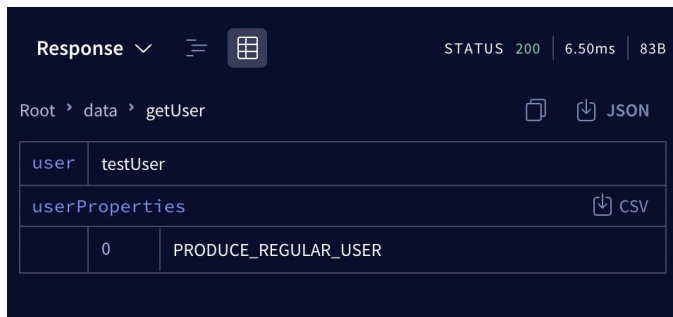 Response STATUS 200 6.50ms 83B
Root > data > getUser JSON
user testUser
userProperties CSV
0 PRODUCE_REGULAR_USER